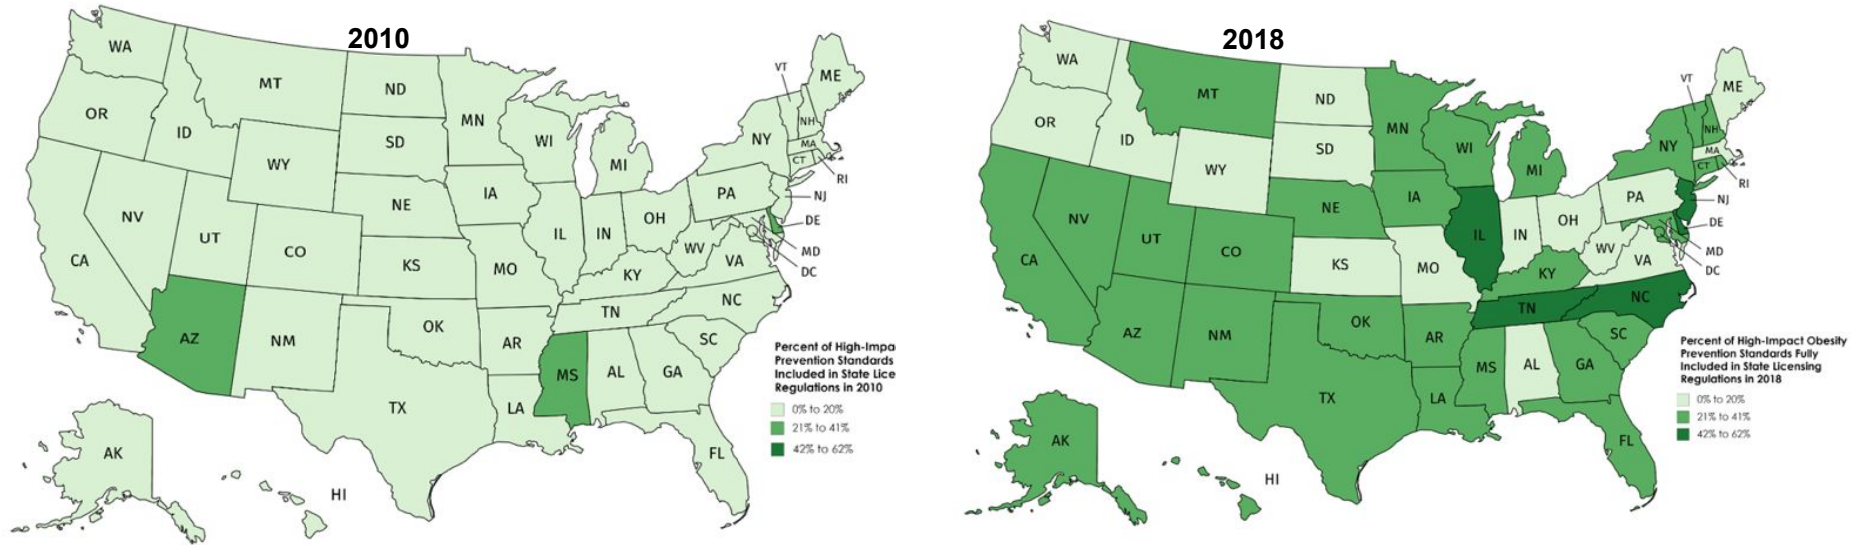 2010
WA
OR
ID
MT
WY
ND
SD
MN
WI
MI
NY
VT
ME
NH
MA
CT
RI
NV
UT
CO
NE
IA
IL
IN
OH
PA
NJ
DE
MD
DC
CA
KS
MO
KY
WV
VA
TN
NC
AZ
NM
OK
AR
SC
TX
LA
MS
AL
GA
FL
AK
HI
Percent of High-Impa
Prevention Standards
Included in State Lice
Regulations in 2010
0% to 20%
21% to 41%
42% to 62%
2018
WA
OR
ID
MT
WY
ND
SD
MN
WI
MI
NY
VT
ME
NH
MA
CT
RI
NV
UT
CO
NE
IA
IL
IN
OH
PA
NJ
DE
MD
DC
CA
KS
MO
KY
WV
VA
TN
NC
AZ
NM
OK
AR
SC
TX
LA
MS
AL
GA
FL
AK
HI
Percent of High-Impact Obesity
Prevention Standards Fully
Included in State Licensing
Regulations in 2018
0% to 20%
21% to 41%
42% to 62%